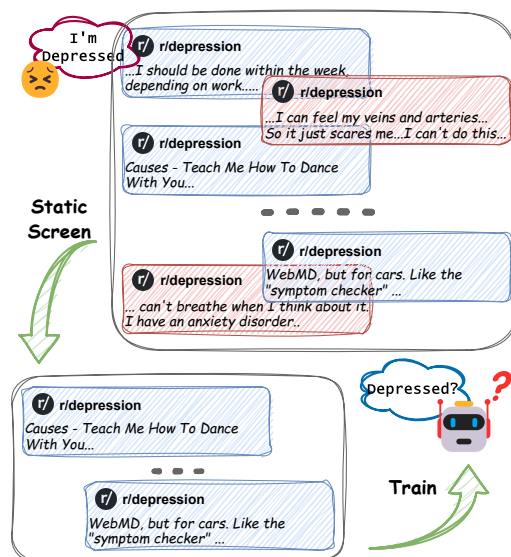 I'm
Depressed
r/ r/depression
...I should be done within the week,
depending on work.....
r/ r/depression
...I can feel my veins and arteries...
So it just scares me...I can't do this...
r/ r/depression
Causes - Teach Me How To Dance
With You...
Static
Screen
r/ r/depression
WebMD, but for cars. Like the
"symptom checker" ...
r/ r/depression
... can't breathe when I think about it.
I have an anxiety disorder..
Depressed?
?
r/ r/depression
Causes - Teach Me How To Dance
With You...
r/ r/depression
WebMD, but for cars. Like the
"symptom checker" ...
Train